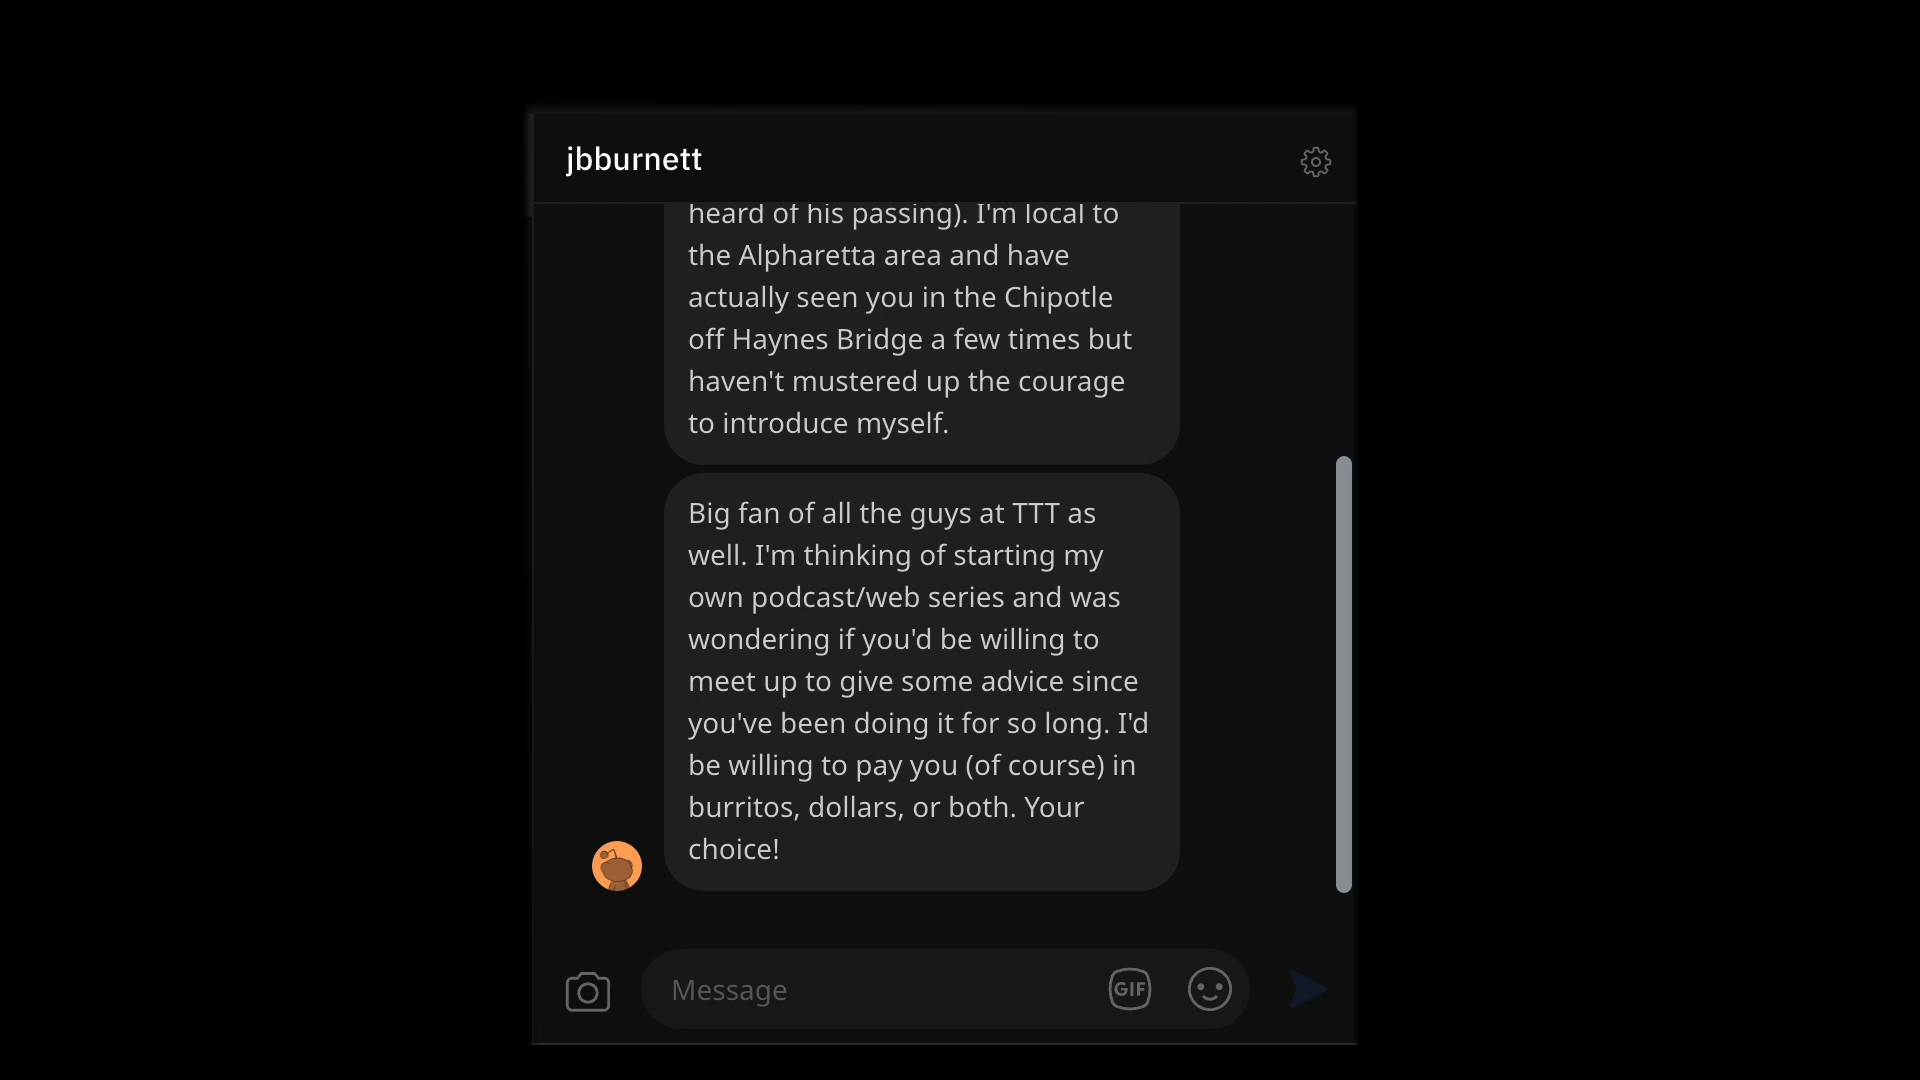 jbburnett
heard of his passing). I'm local to
the Alpharetta area and have
actually seen you in the Chipotle
off Haynes Bridge a few times but
haven't mustered up the courage
to introduce myself.
Big fan of all the guys at TTT as
well. I'm thinking of starting my
own podcast/web series and was
wondering if you'd be willing to
meet up to give some advice since
you've been doing it for so long. I'd
be willing to pay you (of course) in
burritos, dollars, or both. Your
choice!
Message
GIF